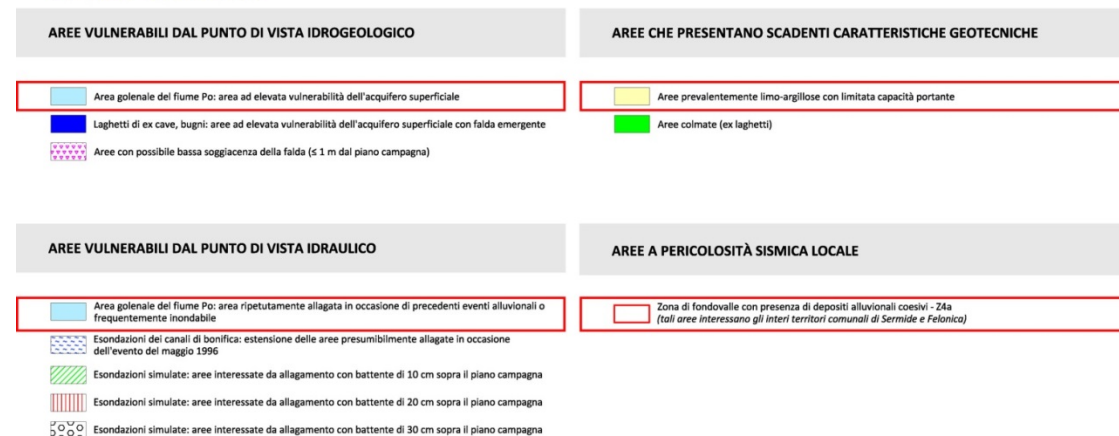 AREE VULNERABILI DAL PUNTO DI VISTA IDROGEOLOGICO
Area golenale del fiume Po: area ad elevata vulnerabilità dell'acquifero superficiale
Laghetti di ex cave, bugni: aree ad elevata vulnerabilità dell'acquifero superficiale con falda emergente
Aree con possibile bassa soggiacenza della falda (≤ 1 m dal piano campagna)
AREE CHE PRESENTANO SCADENTI CARATTERISTICHE GEOTECNICHE
Aree prevalentemente limo-argillose con limitata capacità portante
Aree colmate (ex laghetti)
AREE VULNERABILI DAL PUNTO DI VISTA IDRAULICO
Area golenale del fiume Po: area ripetutamente allagata in occasione di precedenti eventi alluvionali o
frequentemente inondabile
Esondazioni dei canali di bonifica: estensione delle aree presumibilmente allagate in occasione
dell'evento del maggio 1996
Esondazioni simulate: aree interessate da allagamento con battente di 10 cm sopra il piano campagna
Esondazioni simulate: aree interessate da allagamento con battente di 20 cm sopra il piano campagna
Esondazioni simulate: aree interessate da allagamento con battente di 30 cm sopra il piano campagna
AREE A PERICOLOSITÀ SISMICA LOCALE
Zona di fondovalle con presenza di depositi alluvionali coesivi - Z4a
(tali aree interessano gli interi territori comunali di Sermide e Felonica)